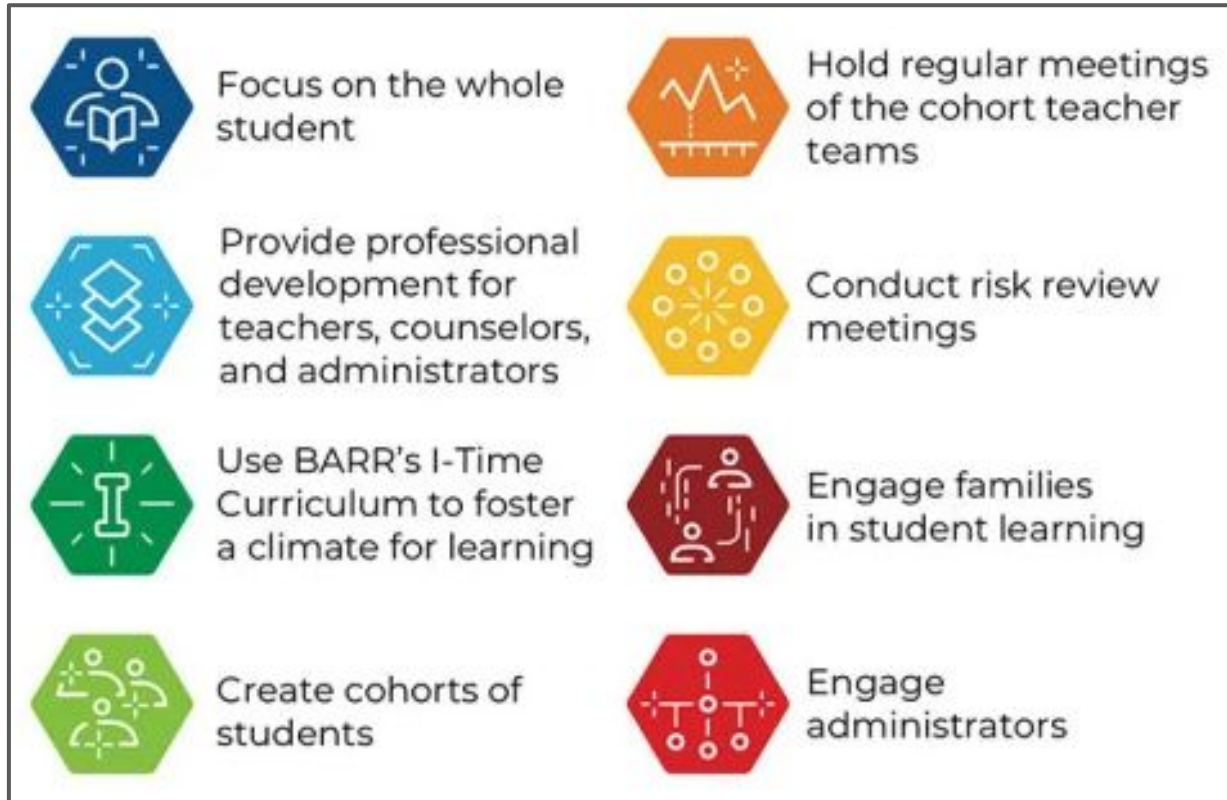 Focus on the whole
student
Provide professional
development for
teachers, counselors,
and administrators
Use BARR’s I-Time
Curriculum to foster
a climate for learning
Create cohorts of
students
Hold regular meetings
of the cohort teacher
teams
Conduct risk review
meetings
Engage families
in student learning
Engage
administrators